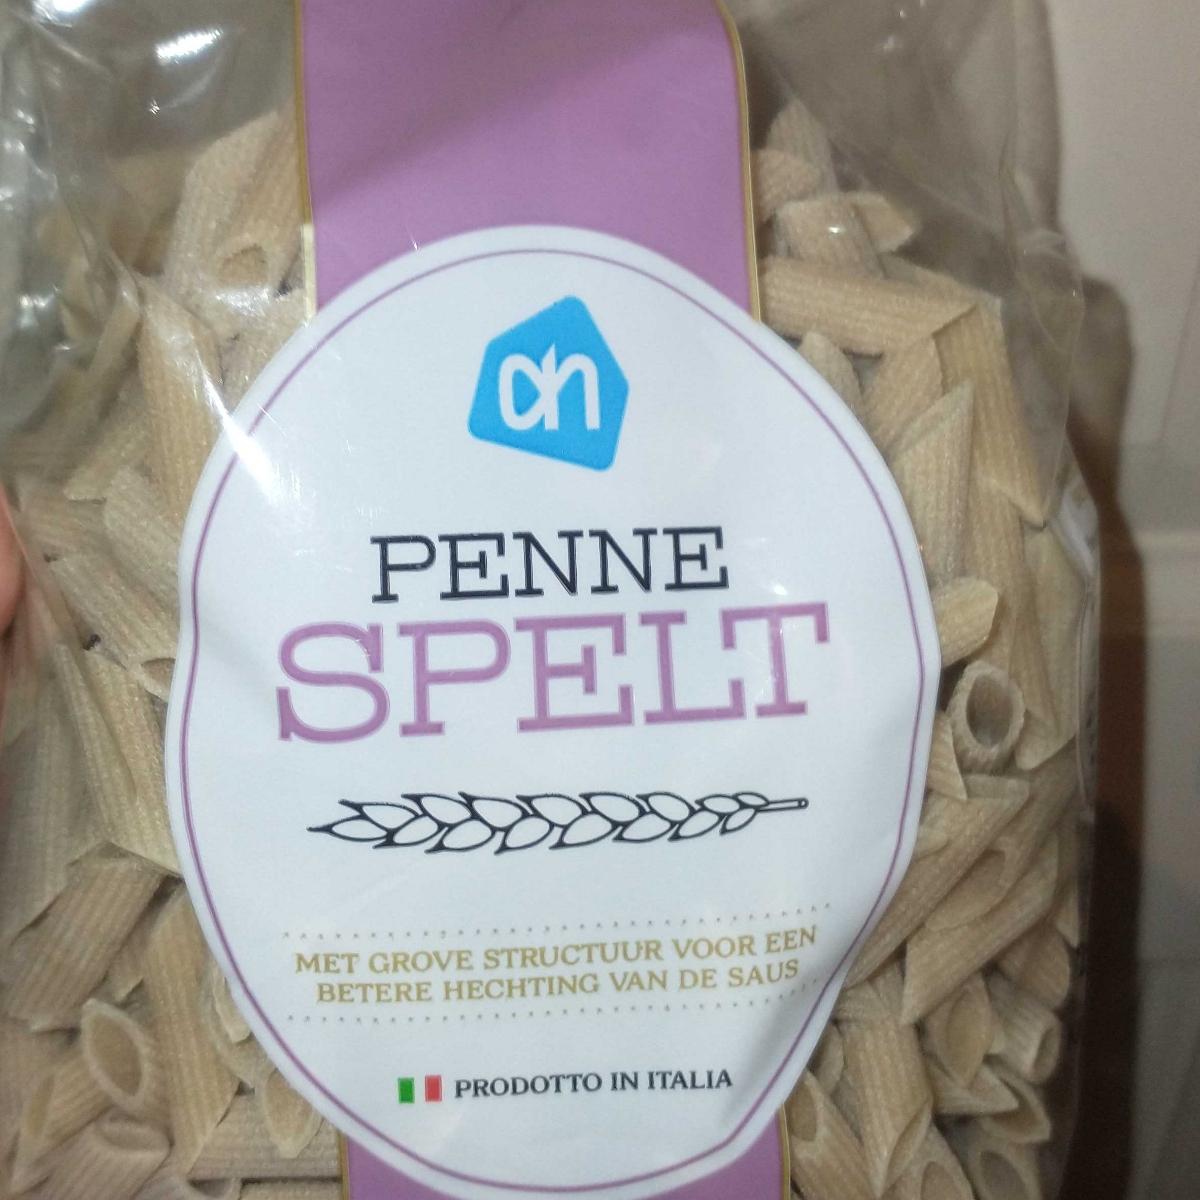 ah
PENNE
SPELT
MET GROVE STRUCTUUR VOOR EEN
BETERE HECHTING VAN DE SAUS
PRODOTTO IN ITALIA